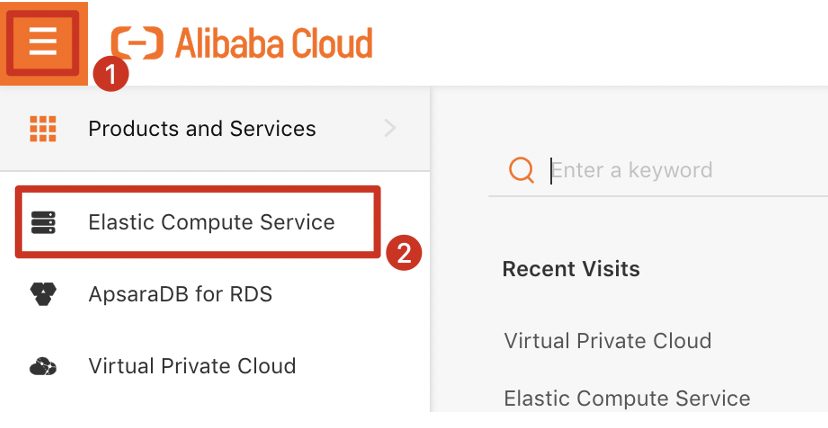 Alibaba Cloud
1
Products and Services
Enter a keyword
Elastic Compute Service
2
Recent Visits
ApsaraDB for RDS
Virtual Private Cloud
Virtual Private Cloud
Elastic Compute Service